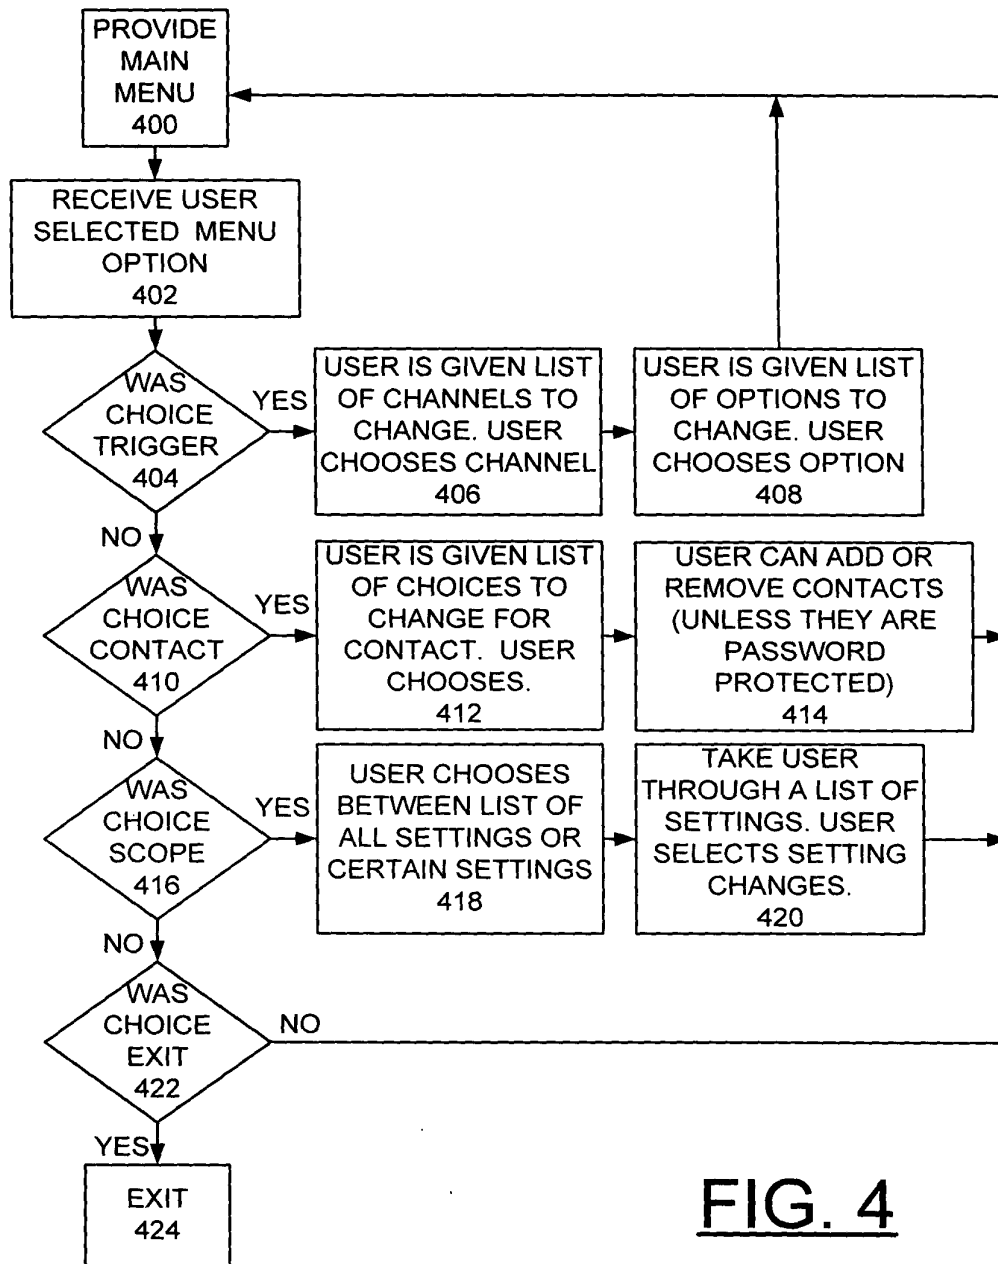 PROVIDE
MAIN
MENU
400
RECEIVE USER
SELECTED MENU
OPTION
402
WAS
CHOICE
TRIGGER
404
YES
USER IS GIVEN LIST
OF CHANNELS TO
CHANGE. USER
CHOOSES CHANNEL
406
USER IS GIVEN LIST
OF OPTIONS TO
CHANGE. USER
CHOOSES OPTION
408
NO
WAS
CHOICE
CONTACT
410
YES
USER IS GIVEN LIST
OF CHOICES TO
CHANGE FOR
CONTACT. USER
CHOOSES.
412
USER CAN ADD OR
REMOVE CONTACTS
(UNLESS THEY ARE
PASSWORD
PROTECTED)
414
NO
WAS
CHOICE
SCOPE
416
YES
USER CHOOSES
BETWEEN LIST OF
ALL SETTINGS OR
CERTAIN SETTINGS
418
TAKE USER
THROUGH A LIST OF
SETTINGS. USER
SELECTS SETTING
CHANGES.
420
NO
WAS
CHOICE
EXIT
422
NO
YES
EXIT
424
FIG. 4